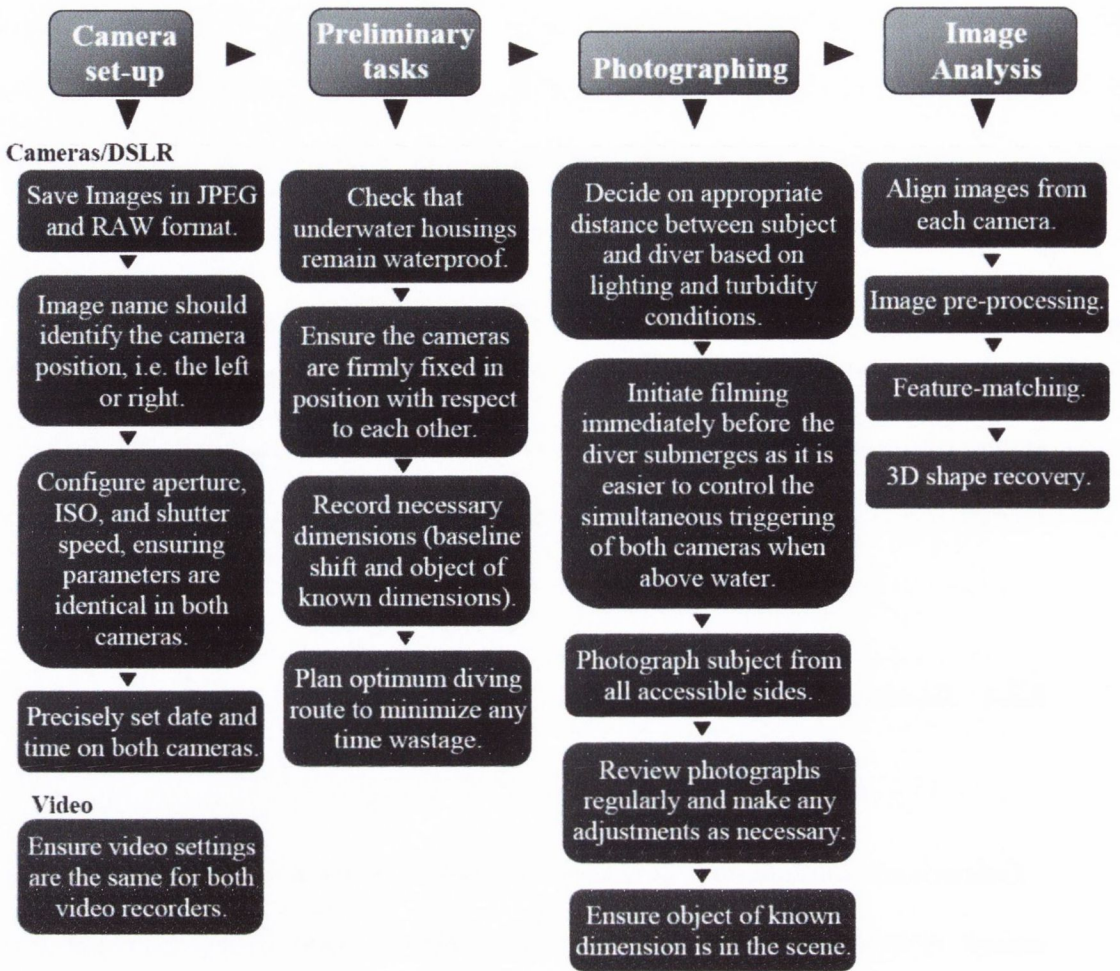 Camera
set-up
Preliminary
tasks
Photographing
Image
Analysis
Cameras/DSLR
Save Images in JPEG
and RAW format.
Image name should
identify the camera
position, i.e. the left
or right.
Configure aperture,
ISO, and shutter
speed, ensuring
parameters are
identical in both
cameras.
Precisely set date and
time on both cameras.
Video
Ensure video settings
are the same for both
video recorders.
Check that
underwater housings
remain waterproof.
Ensure the cameras
are firmly fixed in
position with respect
to each other.
Record necessary
dimensions (baseline
shift and object of
known dimensions).
Plan optimum diving
route to minimize any
time wastage.
Decide on appropriate
distance between subject
and diver based on
lighting and turbidity
conditions.
Initiate filming
immediately before the
diver submerges as it is
easier to control the
simultaneous triggering
of both cameras when
above water.
Photograph subject from
all accessible sides.
Review photographs
regularly and make any
adjustments as necessary.
Ensure object of known
dimension is in the scene.
Align images from
each camera.
Image pre-processing.
Feature-matching.
3D shape recovery.